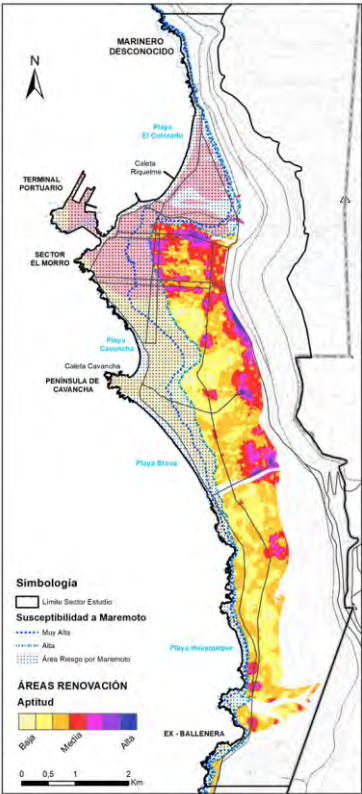 MARINERO
DESCONOCIDO
N
Playa
El Colorado
Caleta
Riquelme
TERMINAL
PORTUARIO
SECTOR
EL MORRO
Playa
Cavancha
Caleta Cavancha
PENÍNSULA DE
CAVANCHA
Playa Brava
Simbología
Límite Sector Estudio
Susceptibilidad a Maremoto
Muy Alta
Alta
Área Riesgo por Maremoto
Playa Huayquique
ÁREAS RENOVACIÓN
Aptitud
Baja
Media
Alta
EX - BALLENERA
0 0,5 1 2
Km